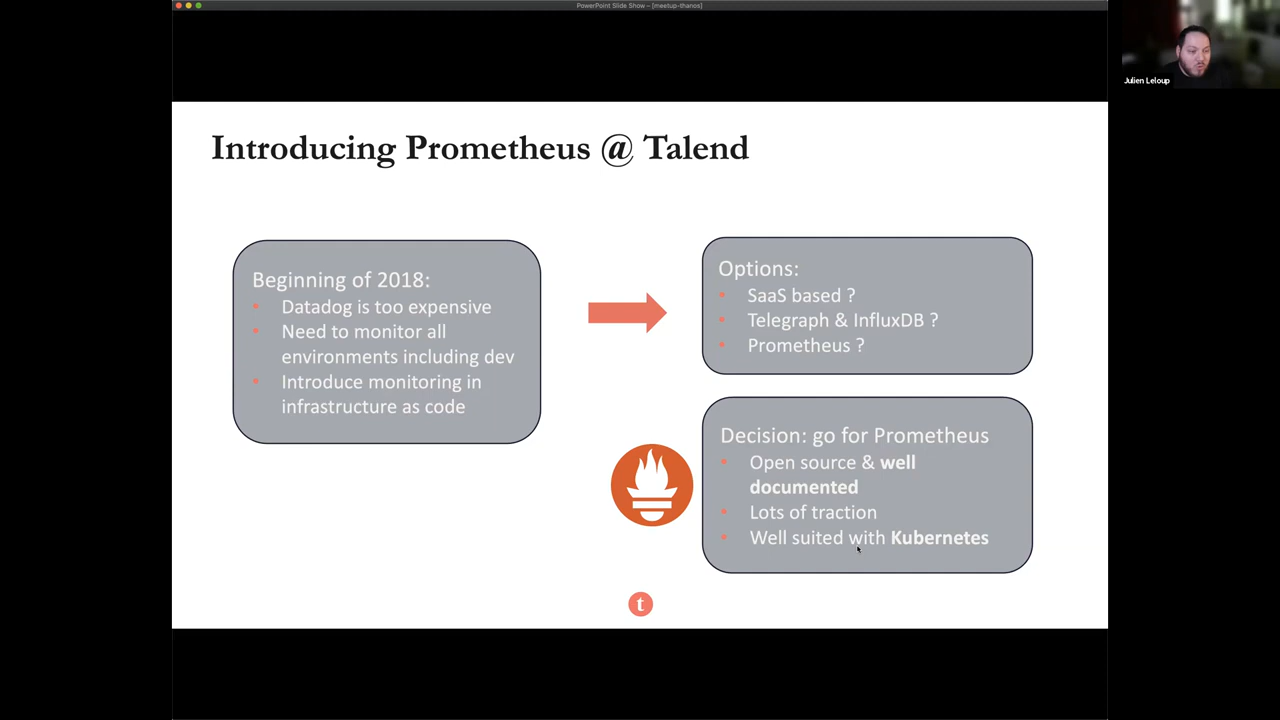 PowerPoint Slide Show – [meetup-thanos]
Julien Leloup
Introducing Prometheus @ Talend
Beginning of 2018:
• Datadog is too expensive
• Need to monitor all
environments including dev
• Introduce monitoring in
infrastructure as code
Options:
• SaaS based ?
• Telegraph & InfluxDB ?
• Prometheus ?
Decision: go for Prometheus
• Open source & well
documented
• Lots of traction
• Well suited with Kubernetes
t